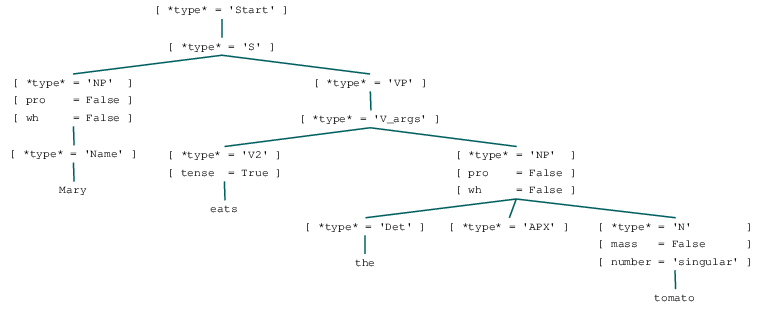 [ *type* = 'Start' ]
[ *type* = 'S' ]
[ *type* = 'NP'  ] [ *type* = 'VP' ]
[ pro    = False ]
[ wh     = False ] [ *type* = 'V_args' ]
[ *type* = 'Name' ] [ *type* = 'V2' ] [ *type* = 'NP'  ]
[ tense  = True ] [ pro    = False ]
Mary [ wh     = False ]
eats
[ *type* = 'Det' ] [ *type* = 'APX' ] [ *type* = 'N'        ]
[ mass   = False      ]
the [ number = 'singular' ]
tomato